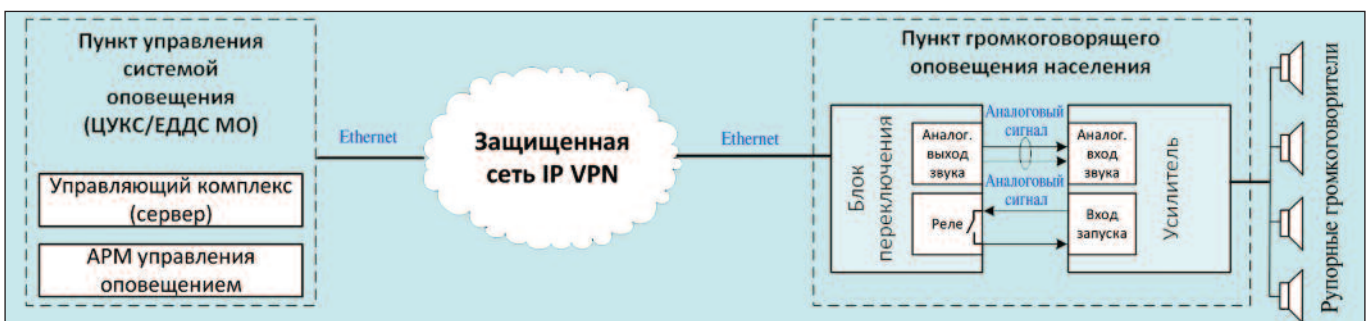 Пункт управления
системой
оповещения
(ЦУКС/ЕДДС МО)
Управляющий комплекс
(сервер)
АРМ управления
оповещением
Ethernet
Защищенная
сеть IP VPN
Ethernet
Пункт громкоговорящего
оповещения населения
Блок
переключения
Аналог.
выход
звука
Реле
Аналоговый
сигнал
Аналоговый
сигнал
Аналог.
вход
звука
Вход
запуска
Усилитель
Рупорные громкоговорители